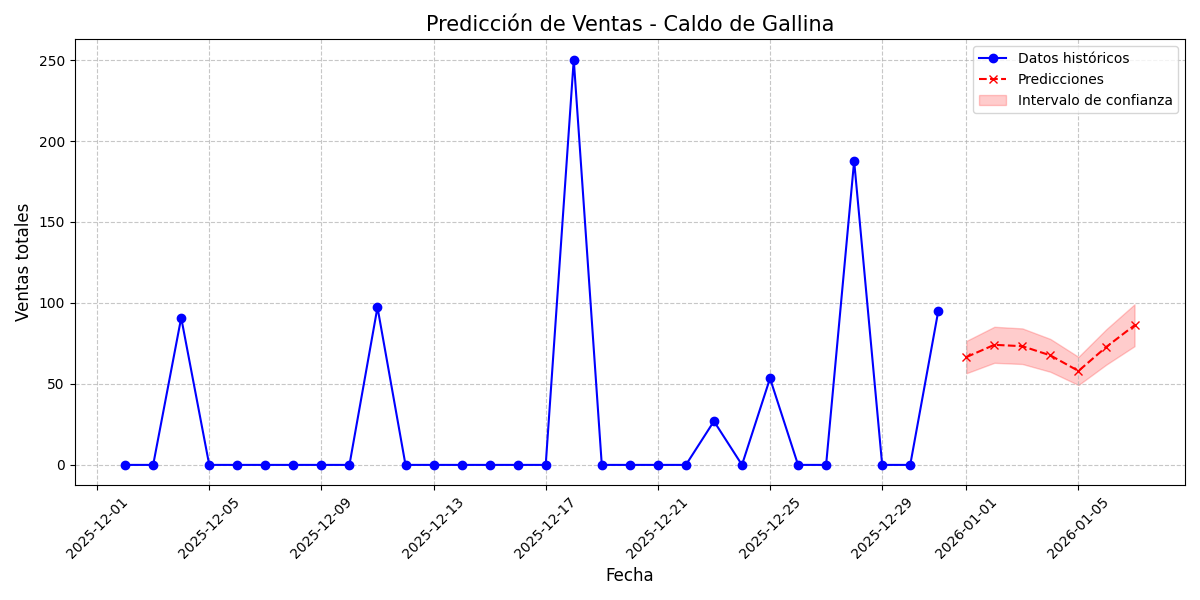 Predicción de Ventas - Caldo de Gallina
Datos históricos
Predicciones
Intervalo de confianza
Ventas totales
250
200
150
100
50
0
2025-12-01
2025-12-05
2025-12-09
2025-12-13
2025-12-17
2025-12-21
2025-12-25
2025-12-29
2026-01-01
2026-01-05
Fecha